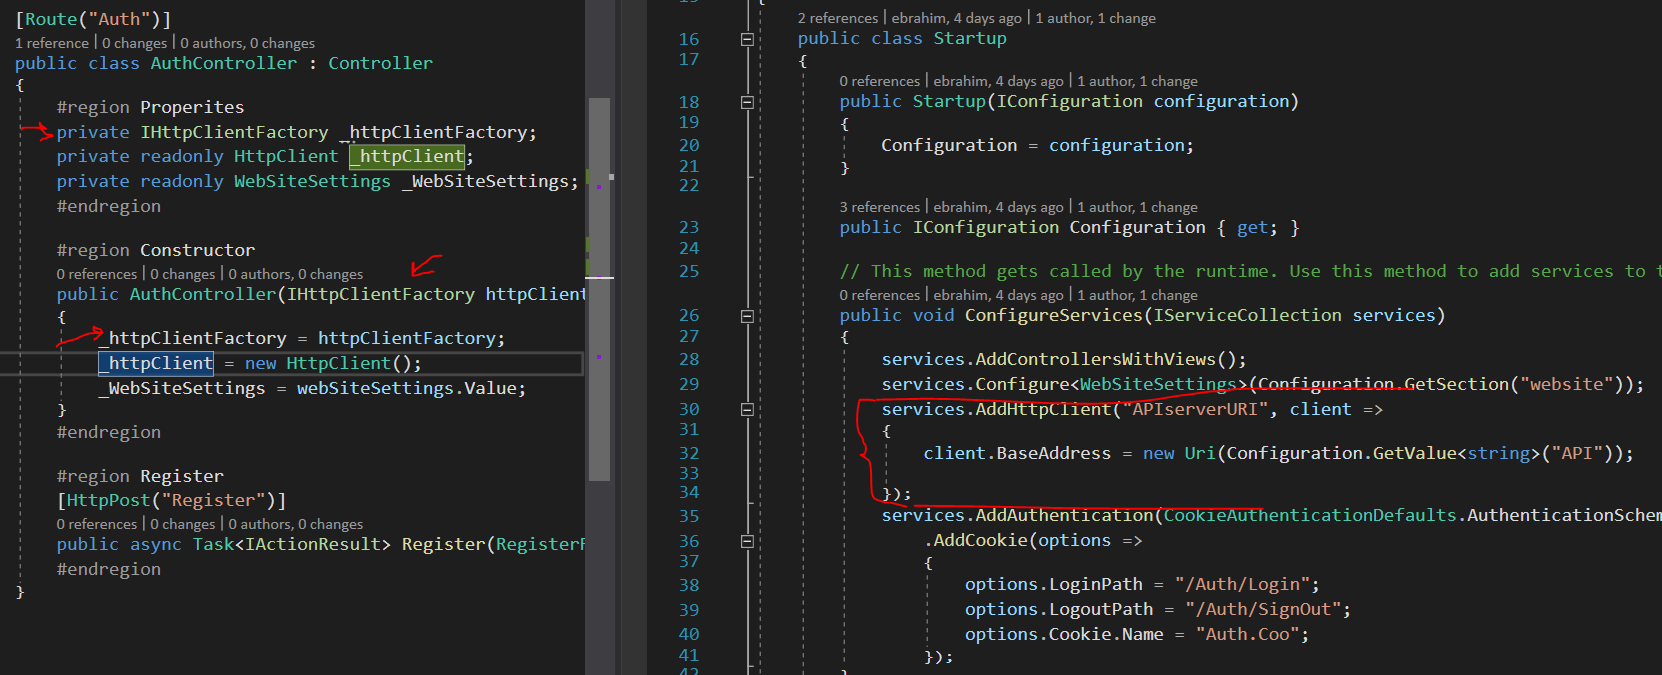 [Route("Auth")]
1 reference | 0 changes | 0 authors, 0 changes
public class AuthController : Controller
{
#region Properites
private IHttpClientFactory _httpClientFactory;
private readonly HttpClient _httpClient;
private readonly WebSiteSettings _WebSiteSettings;
#endregion
#region Constructor
0 references | 0 changes | 0 authors, 0 changes
public AuthController(IHttpClientFactory httpClient
{
_httpClientFactory = httpClientFactory;
_httpClient = new HttpClient();
_WebSiteSettings = webSiteSettings.Value;
}
#endregion
#region Register
[HttpPost("Register")]
0 references | 0 changes | 0 authors, 0 changes
public async Task<IActionResult> Register(Register
#endregion
}
{
2 references | ebrahim, 4 days ago | 1 author, 1 change
16 public class Startup
17 {
0 references | ebrahim, 4 days ago | 1 author, 1 change
18 public Startup(IConfiguration configuration)
19 {
20 Configuration = configuration;
21 }
22
3 references | ebrahim, 4 days ago | 1 author, 1 change
23 public IConfiguration Configuration { get; }
24
25 // This method gets called by the runtime. Use this method to add services to t
0 references | ebrahim, 4 days ago | 1 author, 1 change
26 public void ConfigureServices(IServiceCollection services)
27 {
28 services.AddControllersWithViews();
29 services.Configure<WebSiteSettings>(Configuration.GetSection("website"));
30 services.AddHttpClient("APIserverURI", client =>
31 {
32 client.BaseAddress = new Uri(Configuration.GetValue<string>("API"));
33
34 });
35 services.AddAuthentication(CookieAuthenticationDefaults.AuthenticationSchem
36 .AddCookie(options =>
37 {
38 options.LoginPath = "/Auth/Login";
39 options.LogoutPath = "/Auth/SignOut";
40 options.Cookie.Name = "Auth.Coo";
41 });